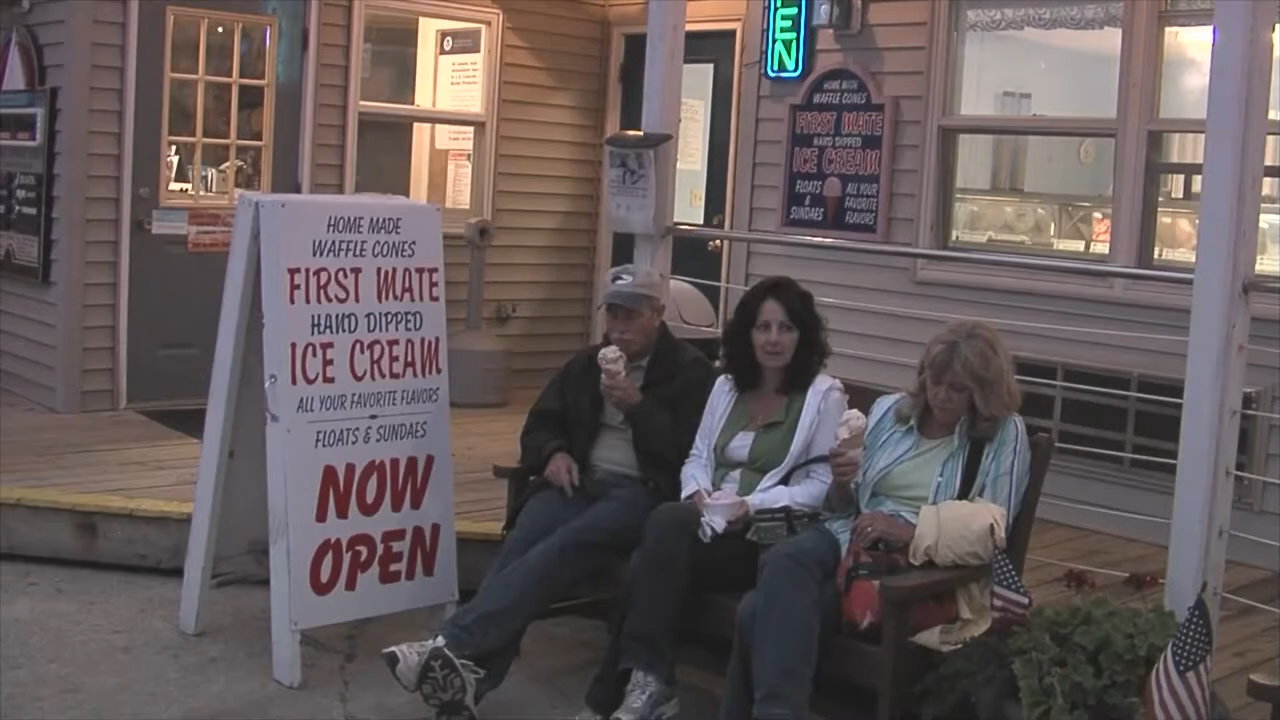 HOME MADE
WAFFLE CONES
FIRST MATE
HAND DIPPED
ICE CREAM
ALL YOUR FAVORITE FLAVORS
FLOATS & SUNDAES
NOW
OPEN
EN
HOME MADE
WAFFLE CONES
FIRST MATE
HAND DIPPED
ICE CREAM
FLOATS
&
SUNDAES
ALL YOUR
FAVORITE
FLAVORS